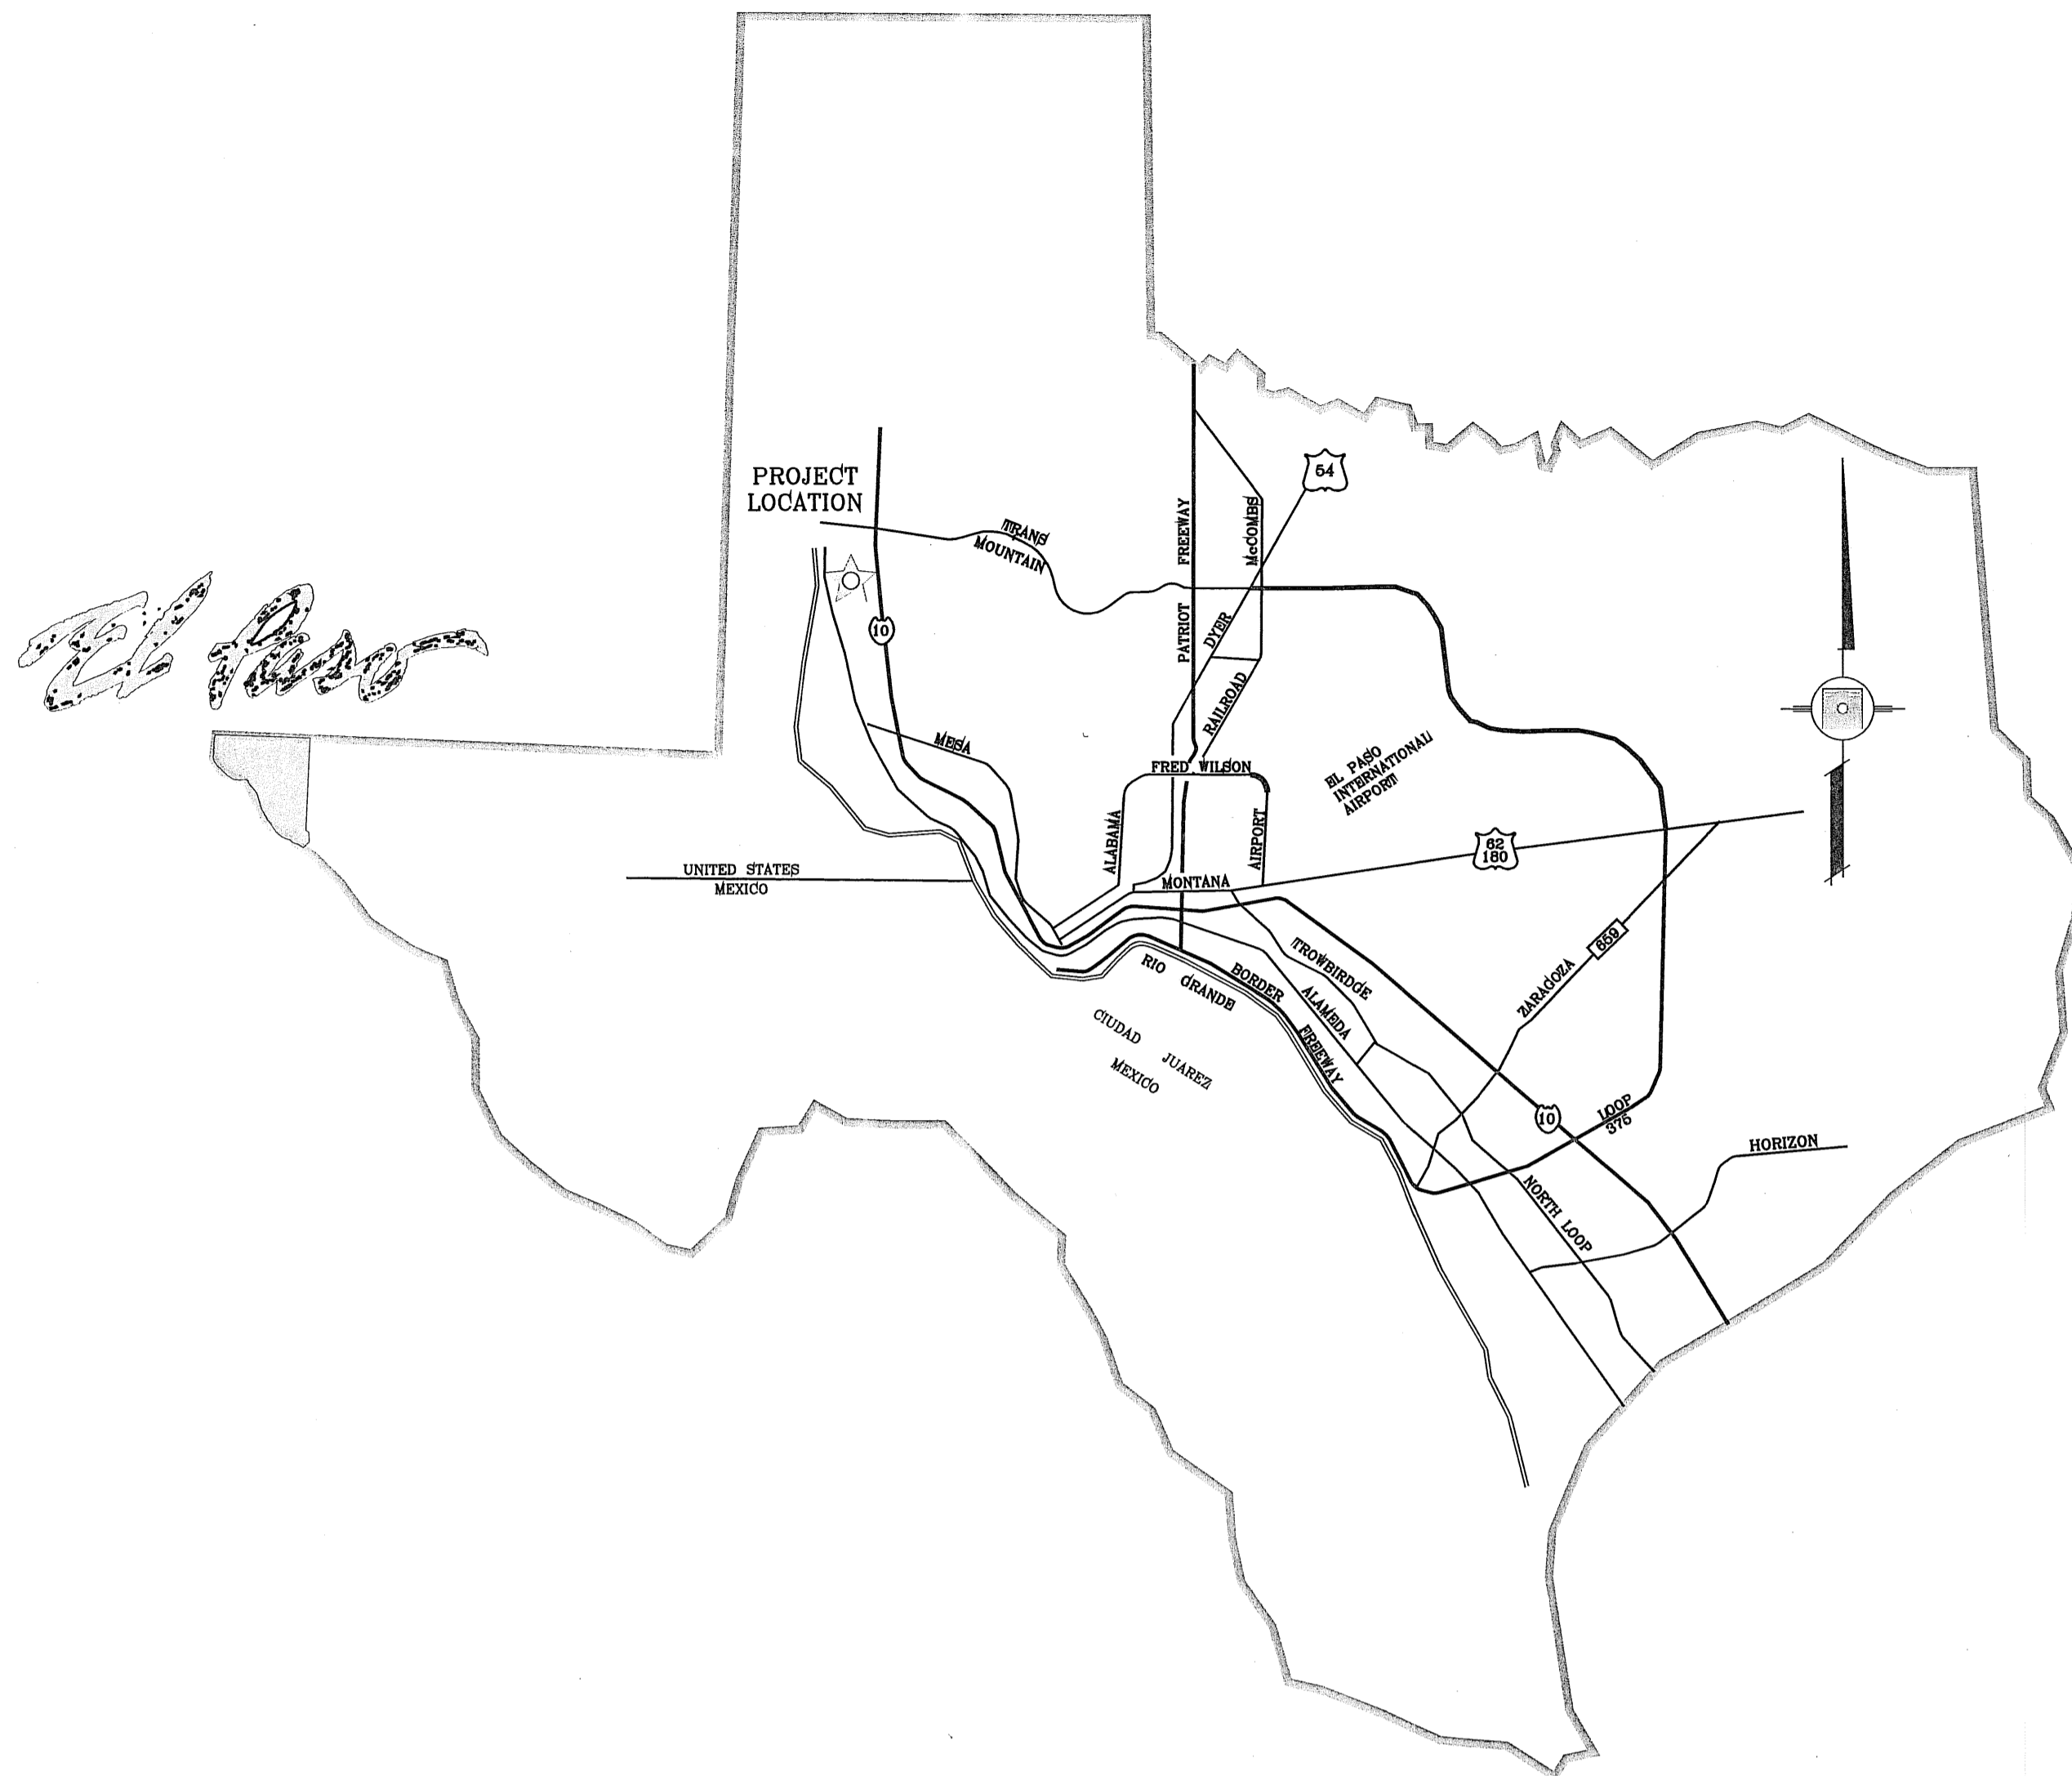 El Paso
PROJECT
LOCATION
54
TRANS
MOUNTAIN
PATRIOT FREEWAY
McCOMBS
DYER
10
RAILROAD
MESA
FRED WILSON
EL PASO
INTERNATIONAL
AIRPORT
ALABAMA
AIRPORT
62
180
UNITED STATES
MEXICO
MONTANA
TROWBIRDGE
659
RIO GRANDE
BORDER FREEWAY
ALAMEDA
ZARAGOZA
CIUDAD JUAREZ
MEXICO
10
LOOP
375
HORIZON
NORTH LOOP